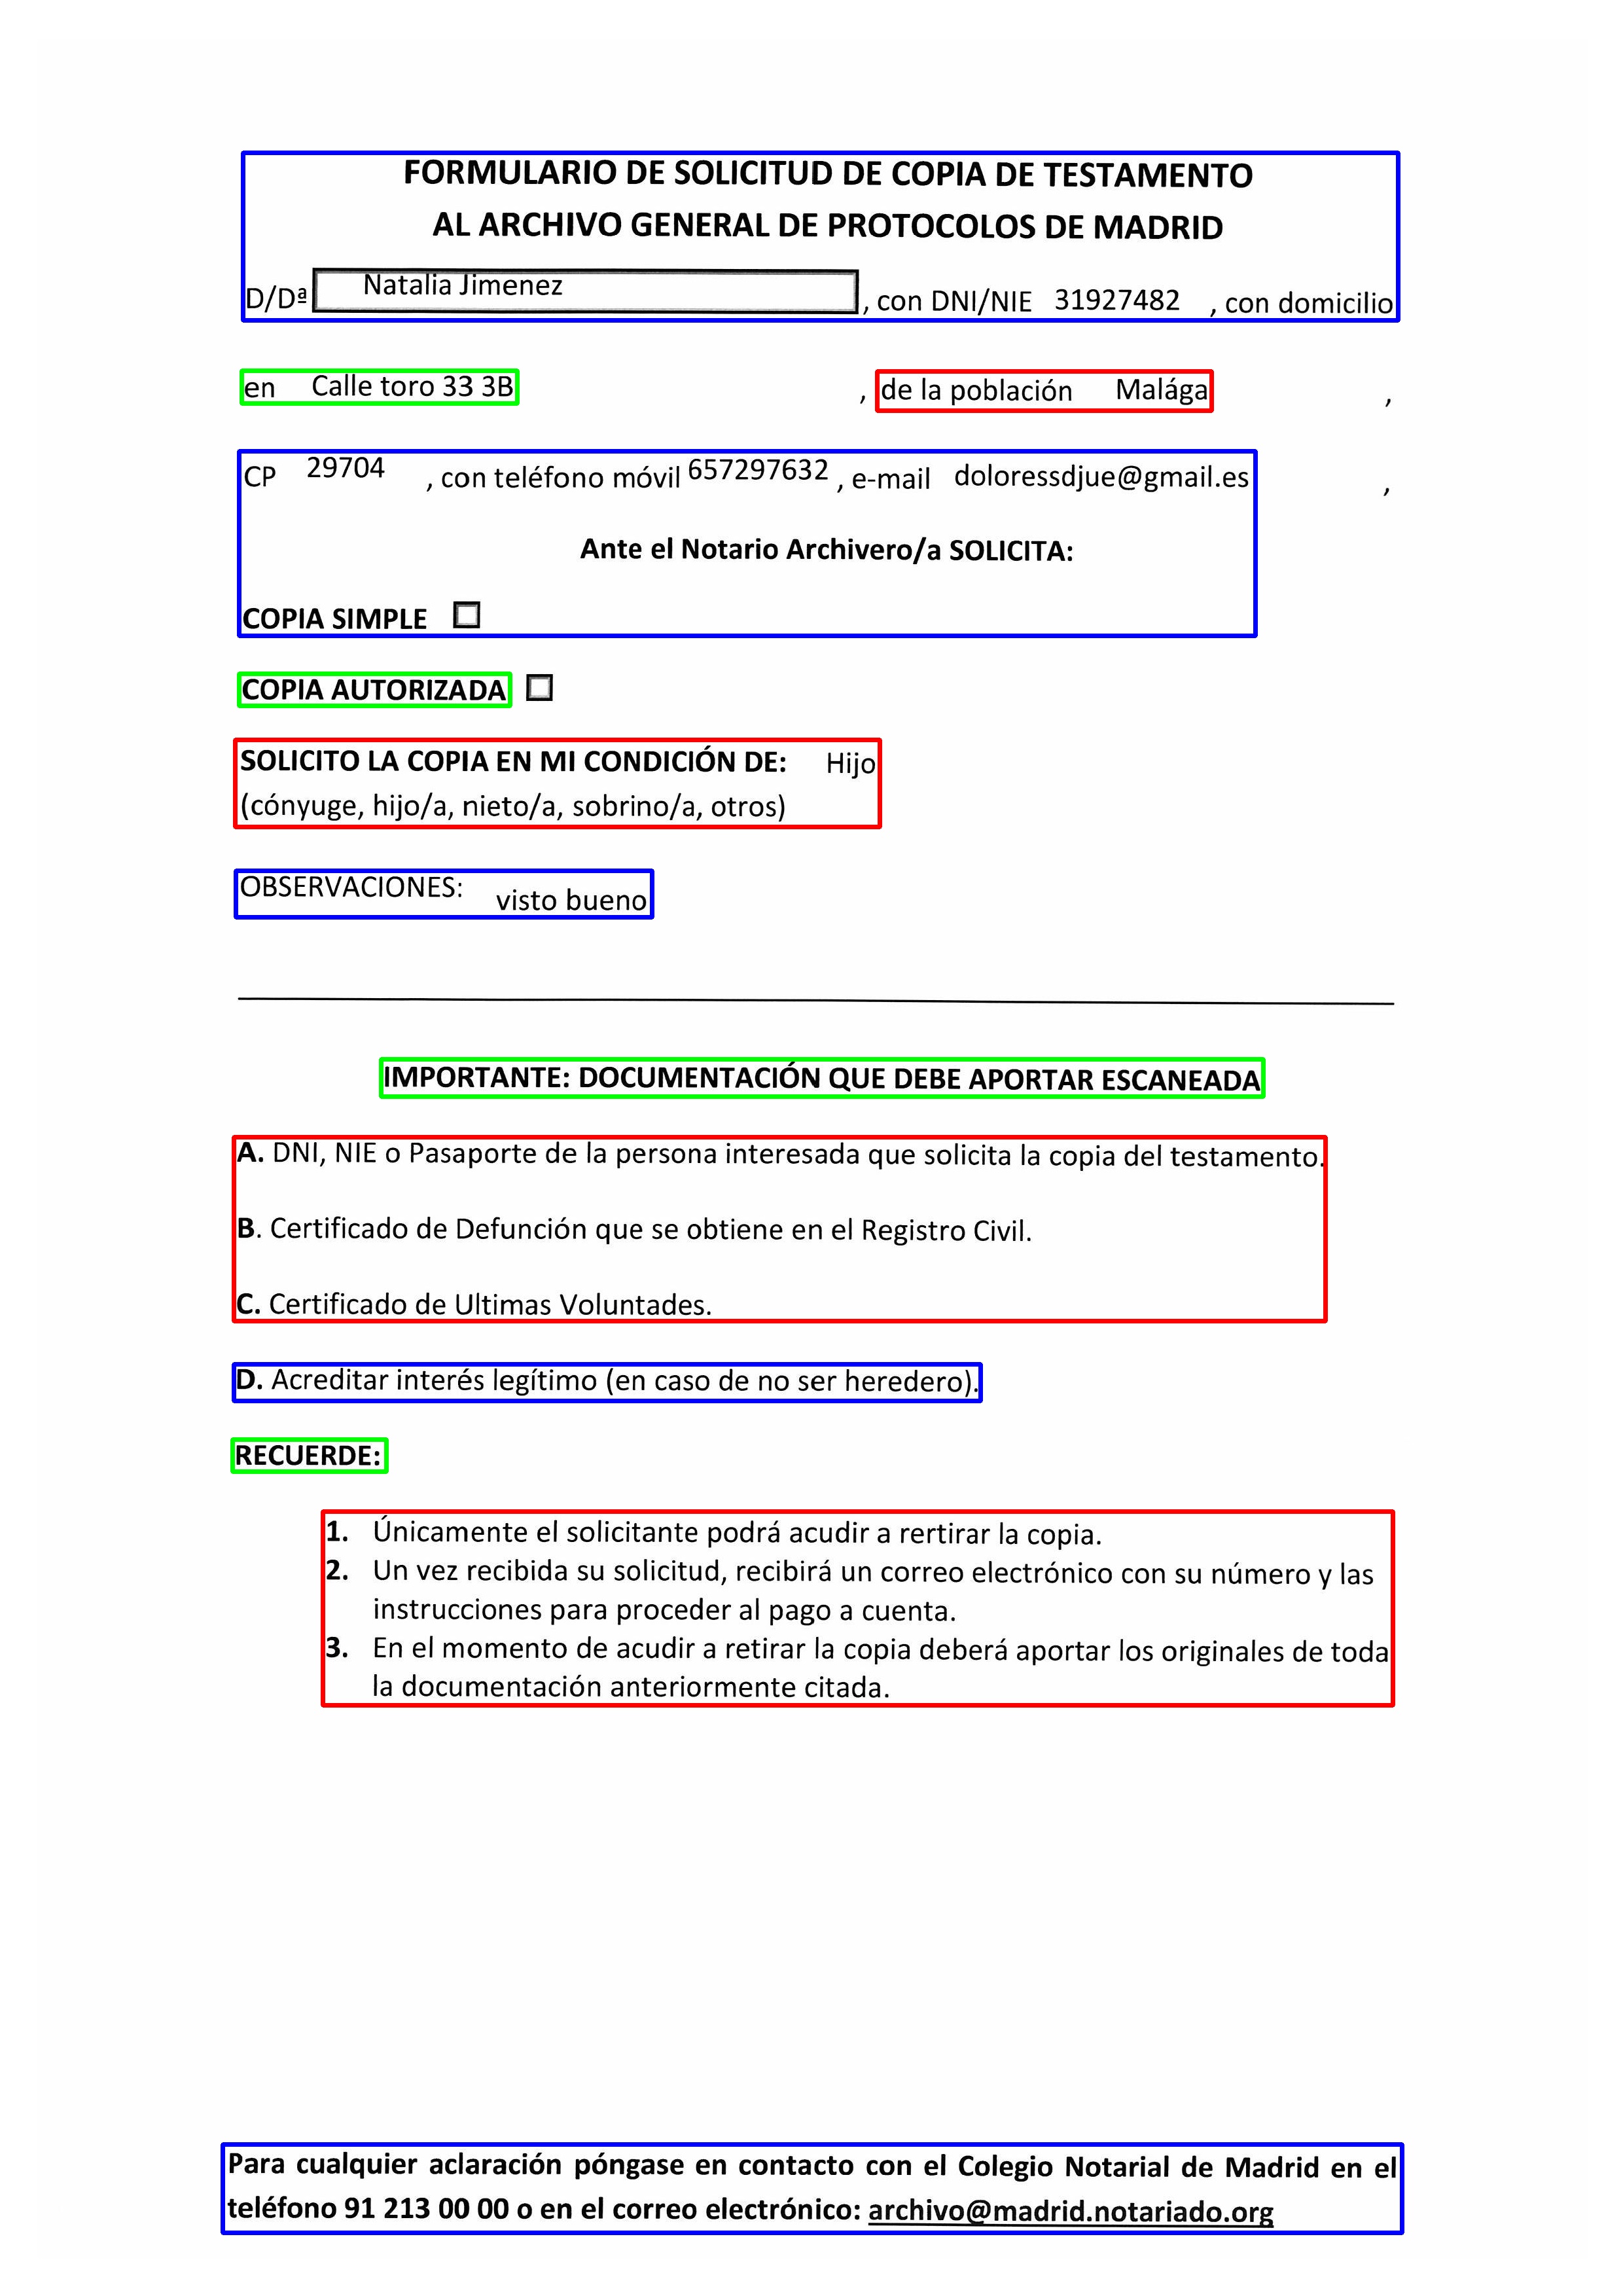 FORMULARIO DE SOLICITUD DE COPIA DE TESTAMENTO
AL ARCHIVO GENERAL DE PROTOCOLOS DE MADRID
D/Dª Natalia Jimenez , con DNI/NIE 31927482 , con domicilio
en Calle toro 33 3B , de la población Malága ,
CP 29704 , con teléfono móvil 657297632 , e-mail doloressdjue@gmail.es ,
Ante el Notario Archivero/a SOLICITA:
COPIA SIMPLE
COPIA AUTORIZADA
SOLICITO LA COPIA EN MI CONDICIÓN DE: Hijo
(cónyuge, hijo/a, nieto/a, sobrino/a, otros)
OBSERVACIONES: visto bueno
IMPORTANTE: DOCUMENTACIÓN QUE DEBE APORTAR ESCANEADA
A. DNI, NIE o Pasaporte de la persona interesada que solicita la copia del testamento.
B. Certificado de Defunción que se obtiene en el Registro Civil.
C. Certificado de Ultimas Voluntades.
D. Acreditar interés legítimo (en caso de no ser heredero).
RECUERDE:
1. Únicamente el solicitante podrá acudir a rertirar la copia.
2. Un vez recibida su solicitud, recibirá un correo electrónico con su número y las
instrucciones para proceder al pago a cuenta.
3. En el momento de acudir a retirar la copia deberá aportar los originales de toda
la documentación anteriormente citada.
Para cualquier aclaración póngase en contacto con el Colegio Notarial de Madrid en el
teléfono 91 213 00 00 o en el correo electrónico: archivo@madrid.notariado.org